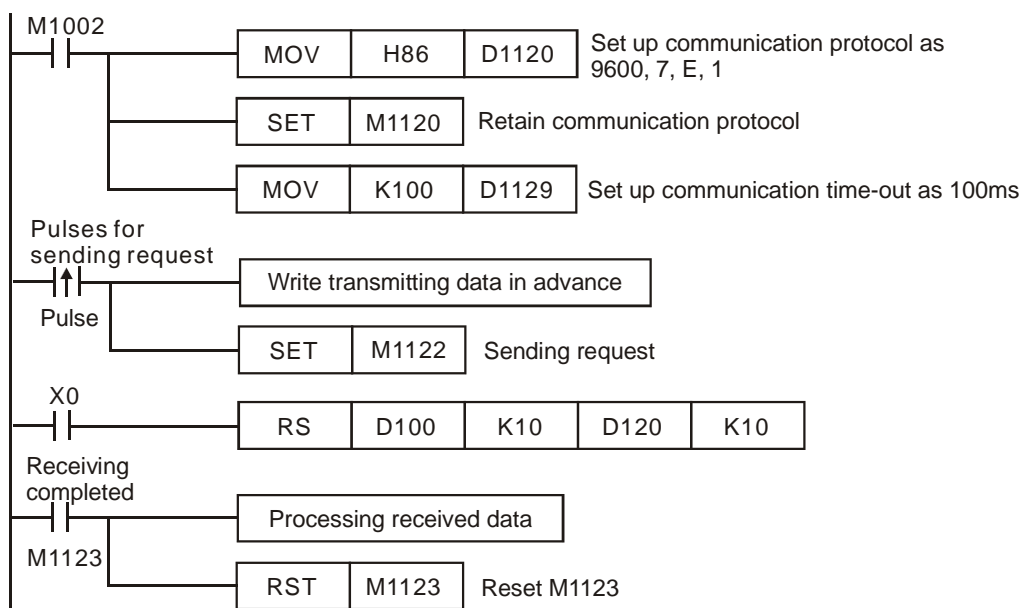 M1002
MOV H86 D1120 Set up communication protocol as
9600, 7, E, 1
SET M1120 Retain communication protocol
MOV K100 D1129 Set up communication time-out as 100ms
Pulses for
sending request
Write transmitting data in advance
Pulse
SET M1122 Sending request
X0
RS D100 K10 D120 K10
Receiving
completed
Processing received data
M1123
RST M1123 Reset M1123